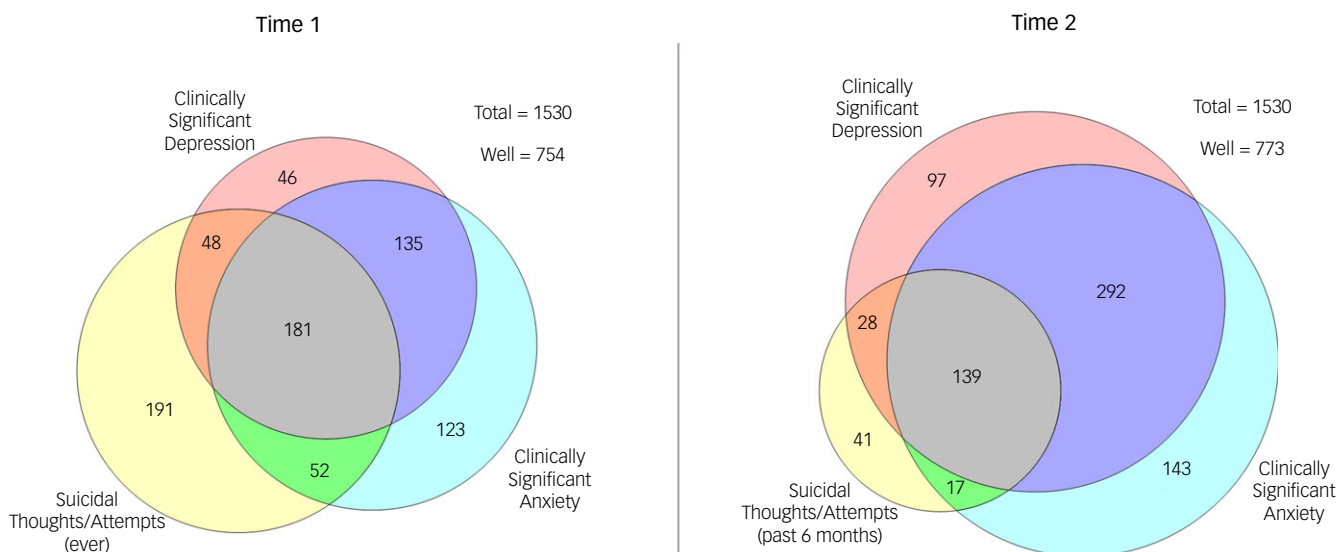 Time 1
Clinically
Significant
Depression
Total = 1530
Well = 754
46
48
135
181
191
123
52
Clinically
Significant
Anxiety
Suicidal
Thoughts/Attempts
(ever)
Time 2
Clinically
Significant
Depression
Total = 1530
Well = 773
97
292
28
139
41
143
17
Clinically
Significant
Anxiety
Suicidal
Thoughts/Attempts
(past 6 months)